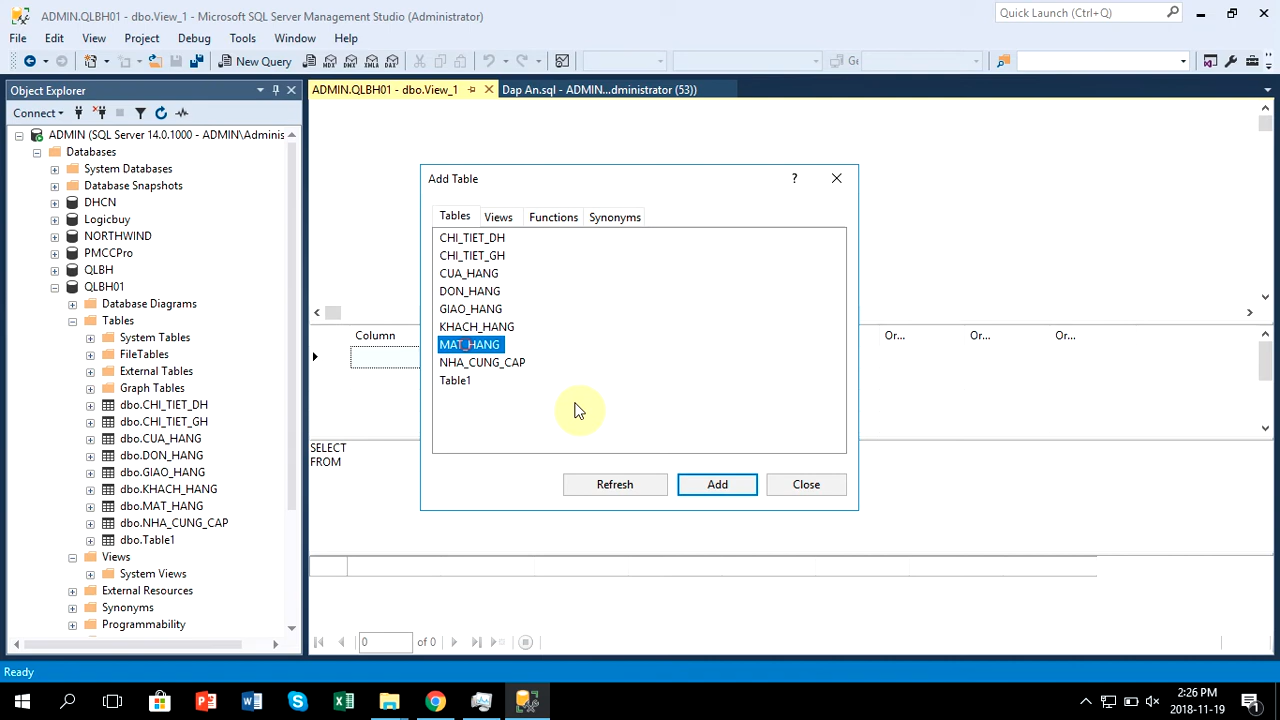 ADMIN.QLBH01 - dbo.View_1 - Microsoft SQL Server Management Studio (Administrator)
Quick Launch (Ctrl+Q)
File Edit View Project Debug Tools Window Help
New Query
MDX DMX XMLA DAX
Ge
Object Explorer
ADMIN.QLBH01 - dbo.View_1
Dap An.sql - ADMIN...dministrator (53))
Connect
ADMIN (SQL Server 14.0.1000 - ADMIN\Adminis
Databases
System Databases
Database Snapshots
DHCN
Logicbuy
NORTHWIND
PMCCPro
QLBH
QLBH01
Database Diagrams
Tables
System Tables
FileTables
External Tables
Graph Tables
dbo.CHI_TIET_DH
dbo.CHI_TIET_GH
dbo.CUA_HANG
dbo.DON_HANG
dbo.GIAO_HANG
dbo.KHACH_HANG
dbo.MAT_HANG
dbo.NHA_CUNG_CAP
dbo.Table1
Views
System Views
External Resources
Synonyms
Programmability
Add Table
?
Tables Views Functions Synonyms
CHI_TIET_DH
CHI_TIET_GH
CUA_HANG
DON_HANG
GIAO_HANG
KHACH_HANG
MAT_HANG
NHA_CUNG_CAP
Table1
Refresh Add Close
Column Or... Or... Or...
SELECT
FROM
0 of 0
Ready
2:26 PM
2018-11-19
1